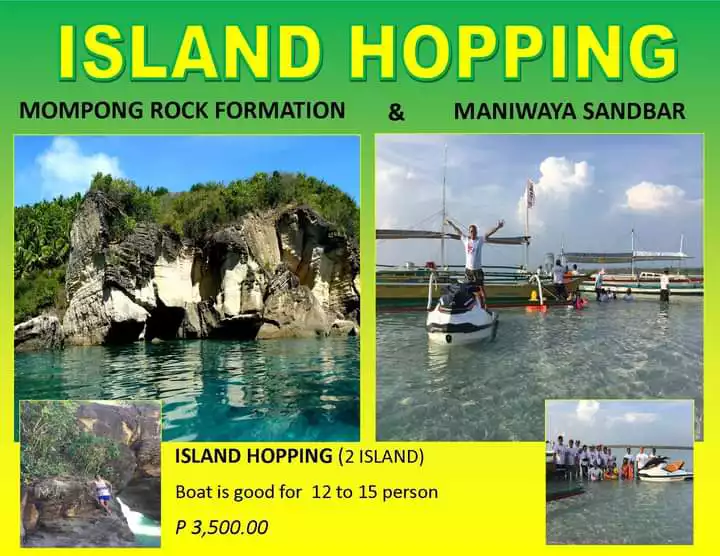 ISLAND HOPPING
MOMPONG ROCK FORMATION & MANIWAYA SANDBAR
ISLAND HOPPING (2 ISLAND)
Boat is good for 12 to 15 person
P 3,500.00